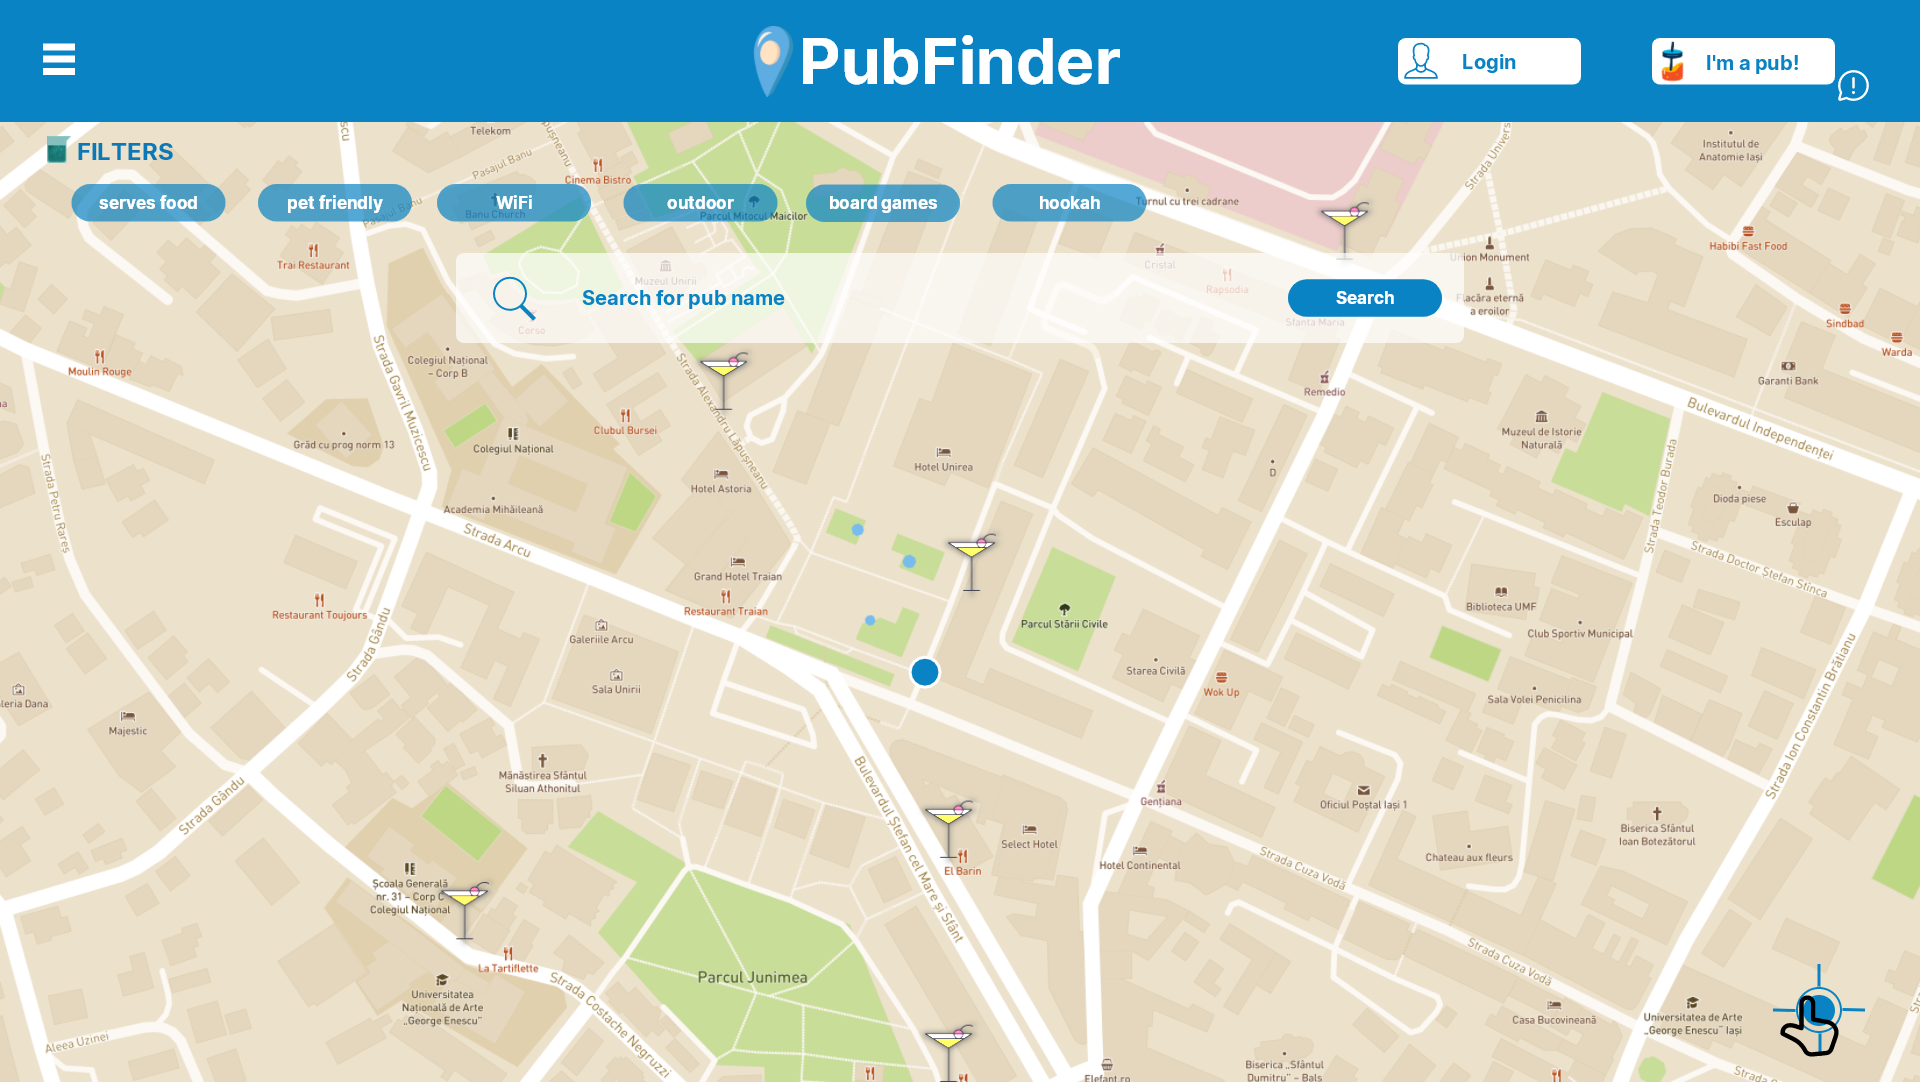 PubFinder
Login
I'm a pub!
FILTERS
serves food
pet friendly
WiFi
outdoor
board games
hookah
Search for pub name
Search
Telekom
Pasajul Banu
Cinema Bistro
Banu Church
Parcul Mitocul Maicilor
Turnul cu trei cadrane
Strada Univers
Institutul de
Anatomie Iași
Trai Restaurant
Muzeul Unirii
Corso
Cristal
Rapsodia
Sfanta Maria
Union Monument
Flacăra eternă
a eroilor
Habibi Fast Food
Sindbad
Warda
Garanti Bank
Moulin Rouge
Strada Gavril Muzicescu
Colegiul Național
– Corp B
Strada Alexandru Lăpușneanu
Remedio
Bulevardul Independenței
Grăd cu prog norm 13
Colegiul Național
Clubul Bursei
Hotel Unirea
Hotel Astoria
D
Muzeul de Istorie
Naturală
Strada Petru Rareș
Academia Mihăileană
Strada Arcu
Strada Teodor Burada
Dioda piese
Esculap
Strada Doctor Ștefan Stînca
Grand Hotel Traian
Restaurant Traian
Restaurant Toujours
Strada Gându
Galeriile Arcu
Sala Unirii
Parcul Stării Civile
Starea Civilă
Wok Up
Biblioteca UMF
Club Sportiv Municipal
Sala Volei Penicilina
Strada Ion Constantin Brătianu
leria Dana
Majestic
Strada Gându
Mănăstirea Sfântul
Siluan Athonitul
Bulevardul Ștefan cel Mare și Sfânt
Gențiana
Oficiul Poștal Iași 1
Biserica Sfântul
Ioan Botezătorul
Select Hotel
Hotel Continental
El Barin
Strada Cuza Vodă
Chateau aux fleurs
Școala Generală
nr. 31 – Corp C
Colegiul Național
La Tartiflette
Strada Costache Negruzzi
Parcul Junimea
Universitatea
Națională de Arte
„George Enescu”
Aleea Uzinei
Strada Cuza Vodă
Casa Bucovineană
Universitatea de Arte
„George Enescu” Iași
Elefant.ro
Biserica „Sfântul
Dumitru” – Balș
Strada